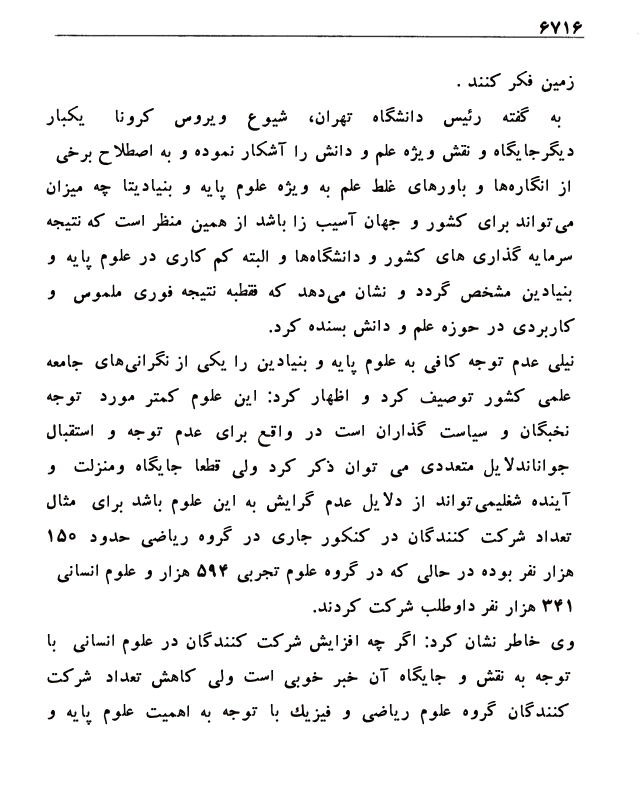 ۶۷۱۶
زمین فکر کنند .
به گفته رئیس دانشگاه تهران، شیوع ویروس کرونا یکبار
دیگرجایگاه و نقش ویژه علم و دانش را آشکار نموده و به اصطلاح برخی
از انگاره‌ها و باورهای غلط علم به ویژه علوم پایه و بنیادیتا چه میزان
می‌تواند برای کشور و جهان آسیب زا باشد از همین منظر است که نتیجه
سرمایه گذاری های کشور و دانشگاه‌ها و البته کم کاری در علوم پایه و
بنیادین مشخص گردد و نشان می‌دهد که فقطبه نتیجه فوری ملموس و
کاربردی در حوزه علم و دانش بسنده کرد.
نیلی عدم توجه کافی به علوم پایه و بنیادین را یکی از نگرانی‌های جامعه
علمی کشور توصیف کرد و اظهار کرد: این علوم کمتر مورد توجه
نخبگان و سیاست گذاران است در واقع برای عدم توجه و استقبال
جواناندلایل متعددی می توان ذکر کرد ولی قطعا جایگاه ومنزلت و
آینده شغلیمی‌تواند از دلایل عدم گرایش به این علوم باشد برای مثال
تعداد شرکت کنندگان در کنکور جاری در گروه ریاضی حدود ۱۵۰
هزار نفر بوده در حالی که در گروه علوم تجربی ۵۹۴ هزار و علوم انسانی
۳۴۱ هزار نفر داوطلب شرکت کردند.
وی خاطر نشان کرد: اگر چه افزایش شرکت کنندگان در علوم انسانی با
توجه به نقش و جایگاه آن خبر خوبی است ولی کاهش تعداد شرکت
کنندگان گروه علوم ریاضی و فیزیك با توجه به اهمیت علوم پایه و